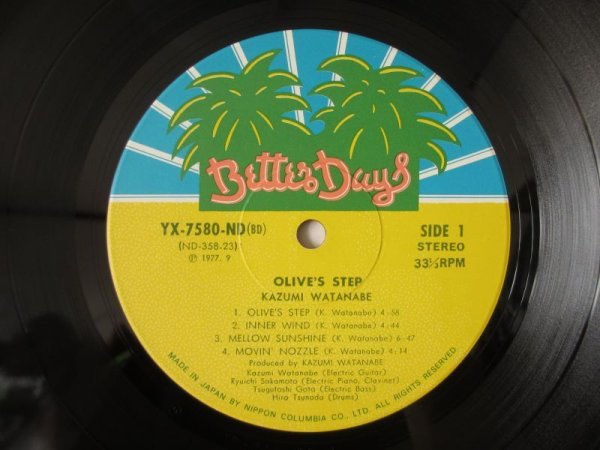 Better Days
YX-7580-ND(BD)
(ND-358-23)
Ⓟ 1977. 9
SIDE 1
STEREO
33⅓RPM
OLIVE'S STEP
KAZUMI WATANABE
1. OLIVE'S STEP (K. Watanabe) 4:58
2. INNER WIND (K. Watanabe) 4:44
3. MELLOW SUNSHINE (K. Watanabe) 6:47
4. MOVIN' NOZZLE (K. Watanabe) 4:14
Produced by KAZUMI WATANABE
Kazumi Watanabe (Electric Guitar)
Ryuichi Sakamoto (Electric Piano, Clavinet)
Tsugutoshi Goto (Electric Bass)
Hiro Tsunoda (Drums)
MADE IN JAPAN BY NIPPON COLUMBIA CO., LTD. ALL RIGHTS RESERVED